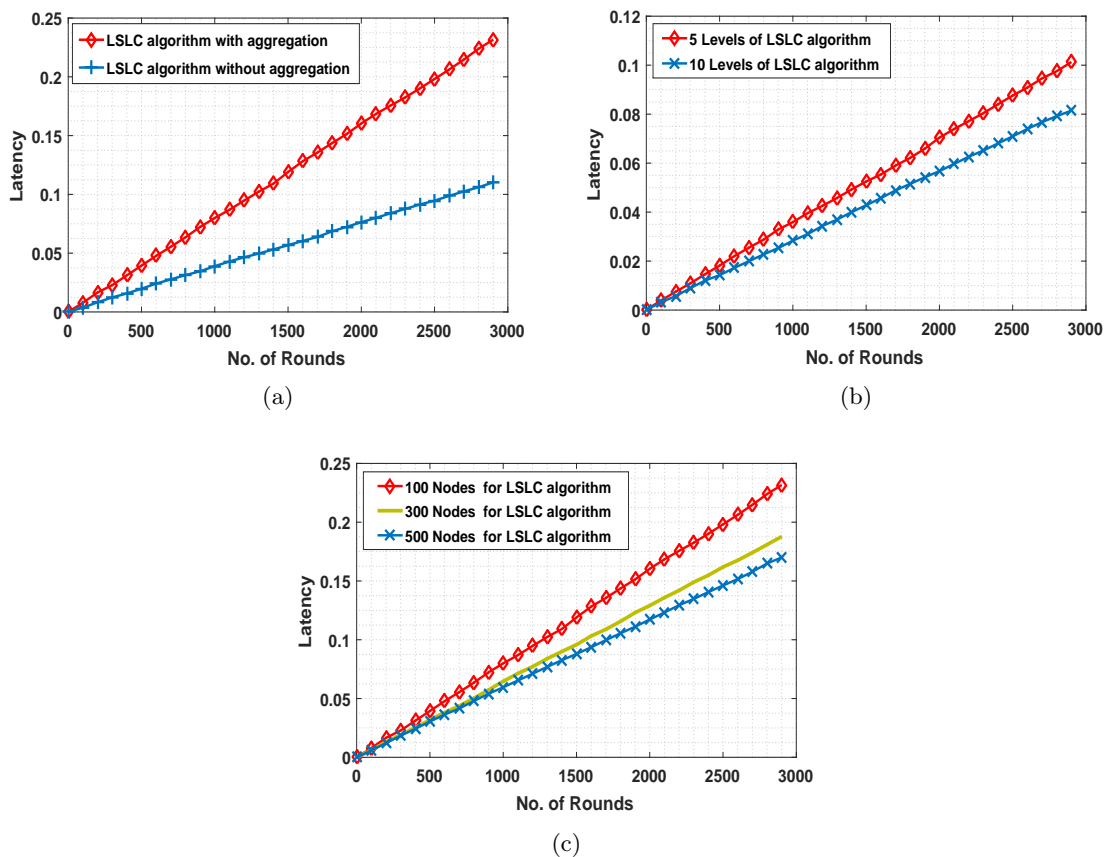 0.25
0.2
0.15
0.1
0.05
0
Latency
LSLC algorithm with aggregation
LSLC algorithm without aggregation
0 500 1000 1500 2000 2500 3000
No. of Rounds
(a)
0.12
0.1
0.08
0.06
0.04
0.02
0
Latency
5 Levels of LSLC algorithm
10 Levels of LSLC algorithm
0 500 1000 1500 2000 2500 3000
No. of Rounds
(b)
0.25
0.2
0.15
0.1
0.05
0
Latency
100 Nodes for LSLC algorithm
300 Nodes for LSLC algorithm
500 Nodes for LSLC algorithm
0 500 1000 1500 2000 2500 3000
No. of Rounds
(c)